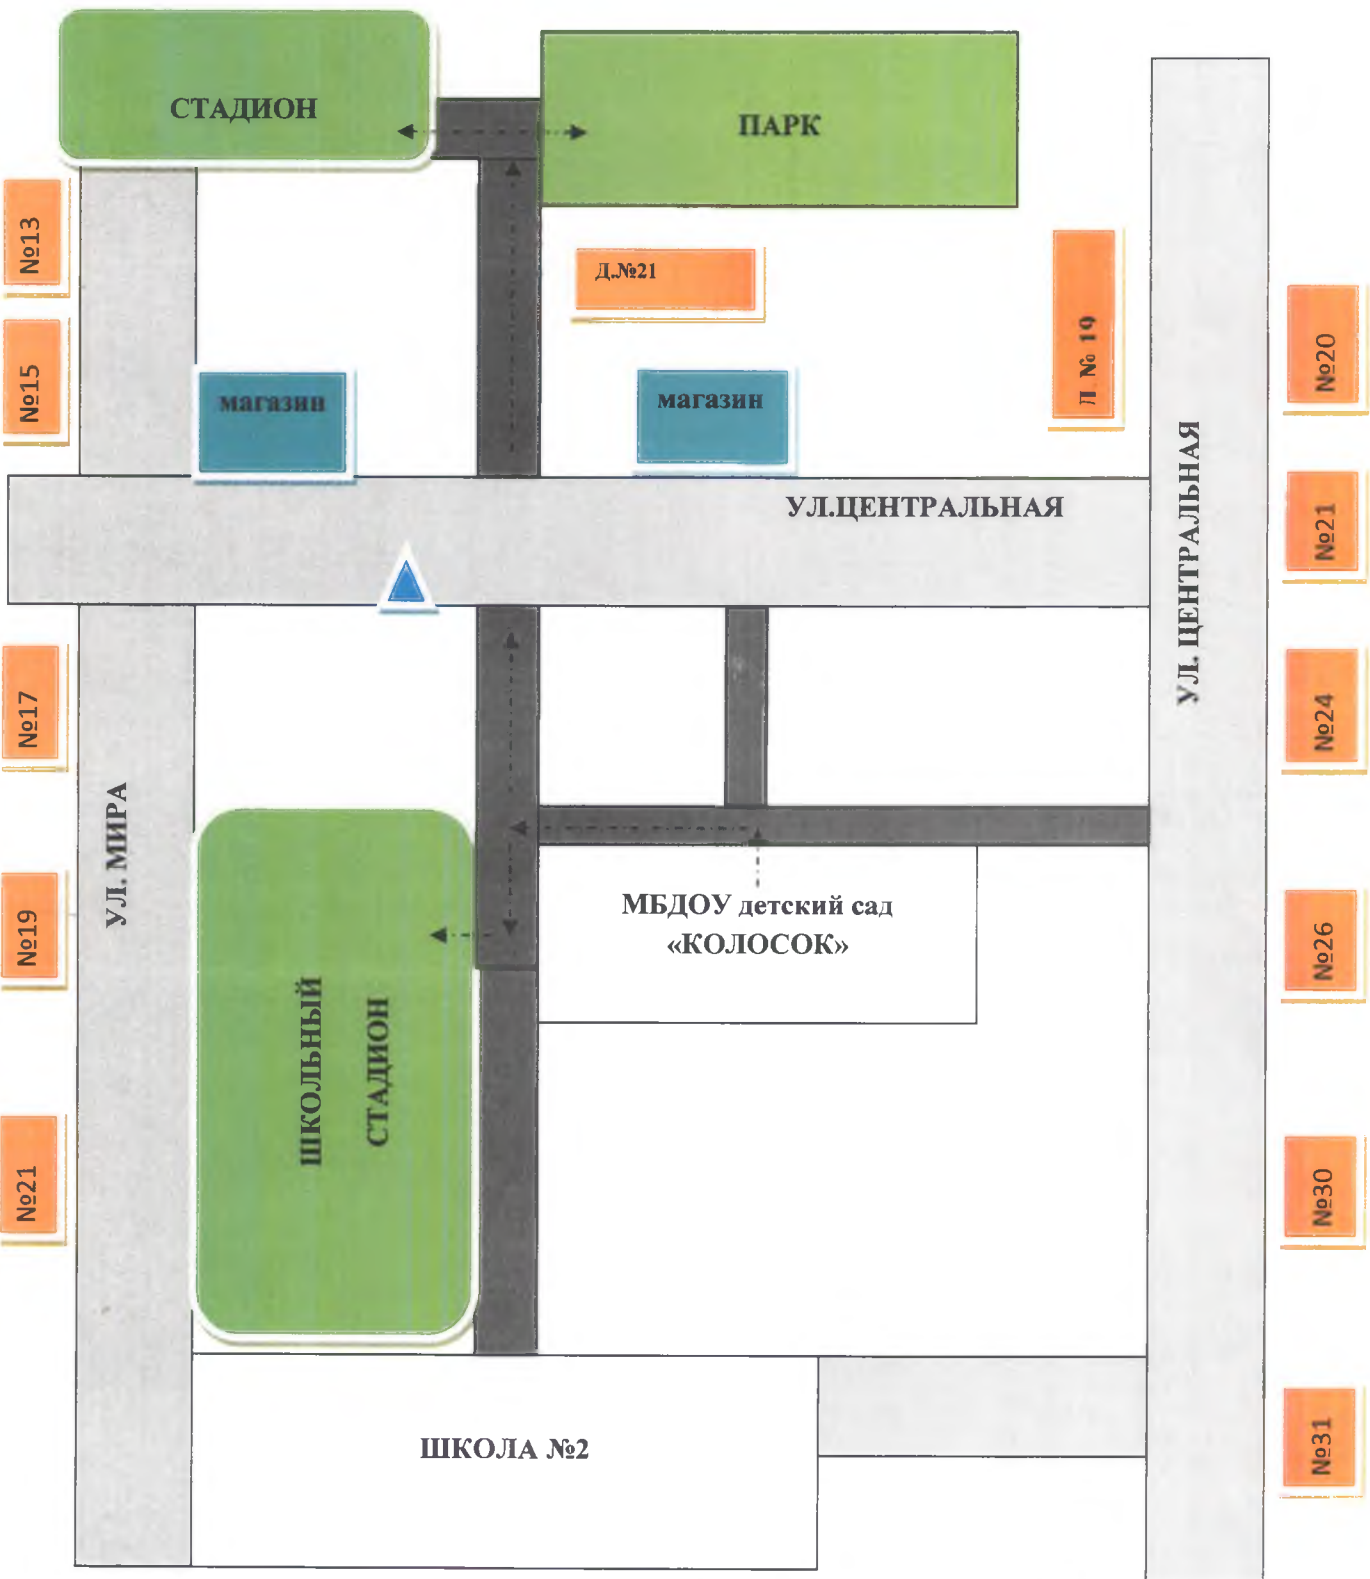 СТАДИОН
ПАРК
№13
Д.№21
№15
магазин
магазин
Л № 19
№20
УЛ.ЦЕНТРАЛЬНАЯ
УЛ. ЦЕНТРАЛЬНАЯ
№21
№17
№24
УЛ. МИРА
№19
МБДОУ детский сад
«КОЛОСОК»
№26
ШКОЛЬНЫЙ
СТАДИОН
№21
№30
ШКОЛА №2
№31